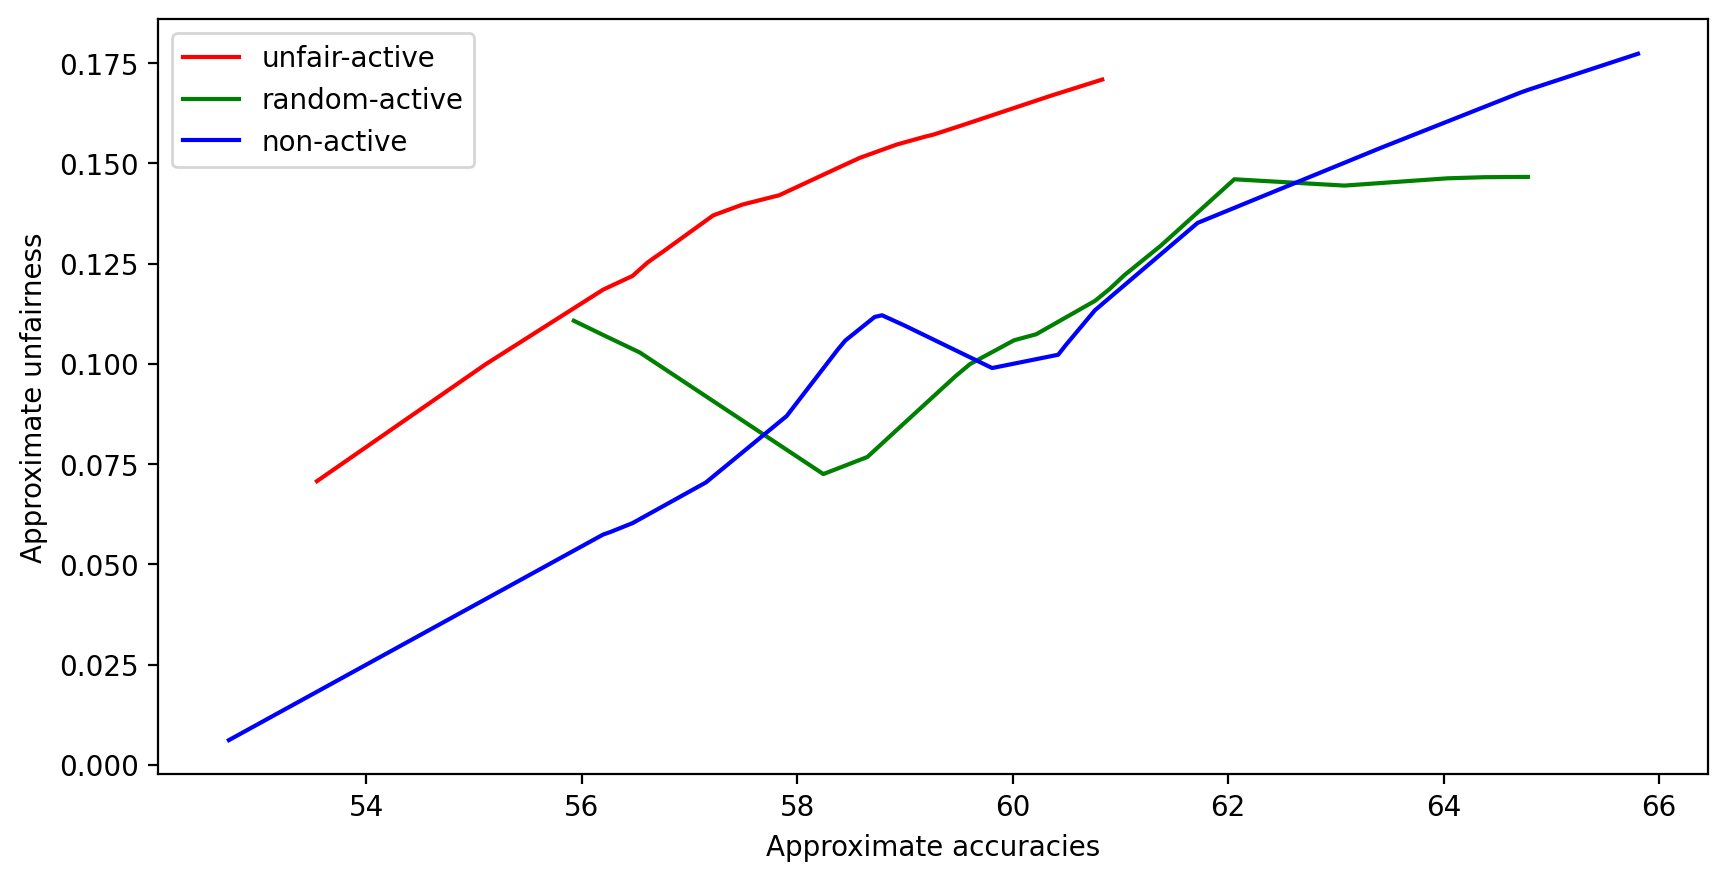 unfair-active
random-active
non-active
0.175
0.150
0.125
0.100
0.075
0.050
0.025
0.000
Approximate unfairness
54 56 58 60 62 64 66
Approximate accuracies